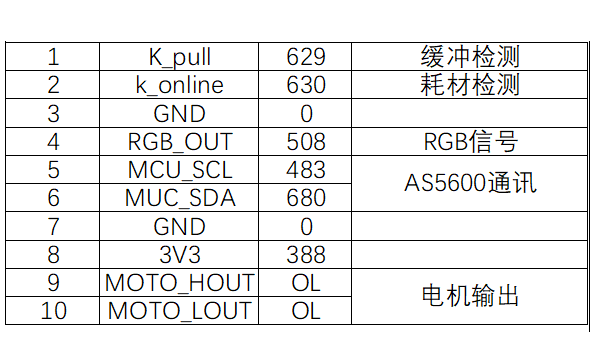 1 K_pull 629 缓冲检测
2 k_online 630 耗材检测
3 GND 0
4 RGB_OUT 508 RGB信号
5 MCU_SCL 483 AS5600通讯
6 MUC_SDA 680
7 GND 0
8 3V3 388
9 MOTO_HOUT OL 电机输出
10 MOTO_LOUT OL